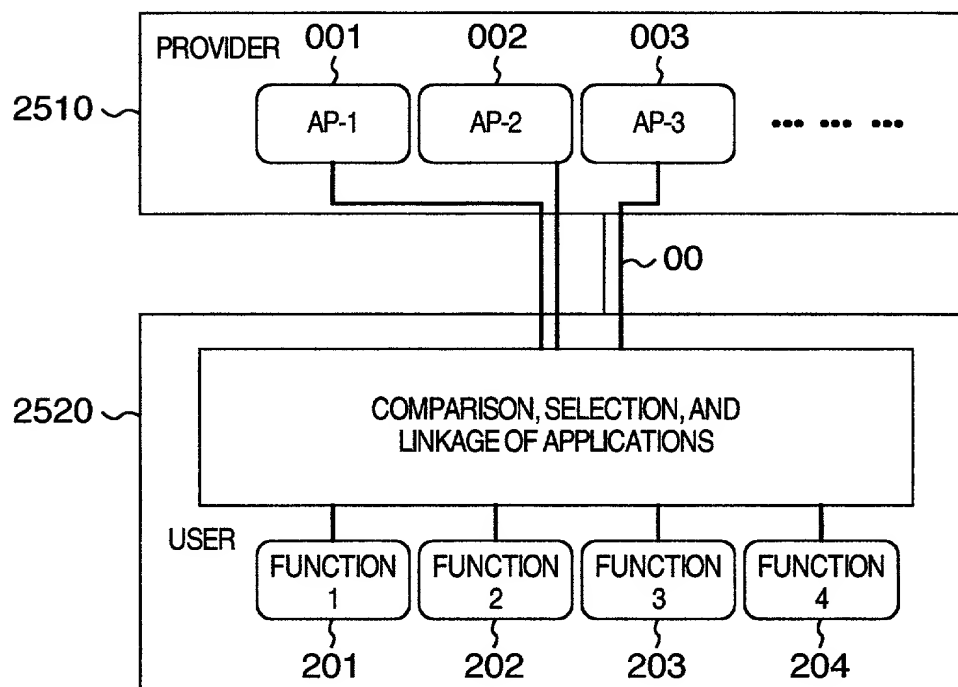 001 002 003
PROVIDER
2510
AP-1 AP-2 AP-3 ... ... ...
00
2520
COMPARISON, SELECTION, AND
LINKAGE OF APPLICATIONS
USER
FUNCTION 1
FUNCTION 2
FUNCTION 3
FUNCTION 4
201 202 203 204